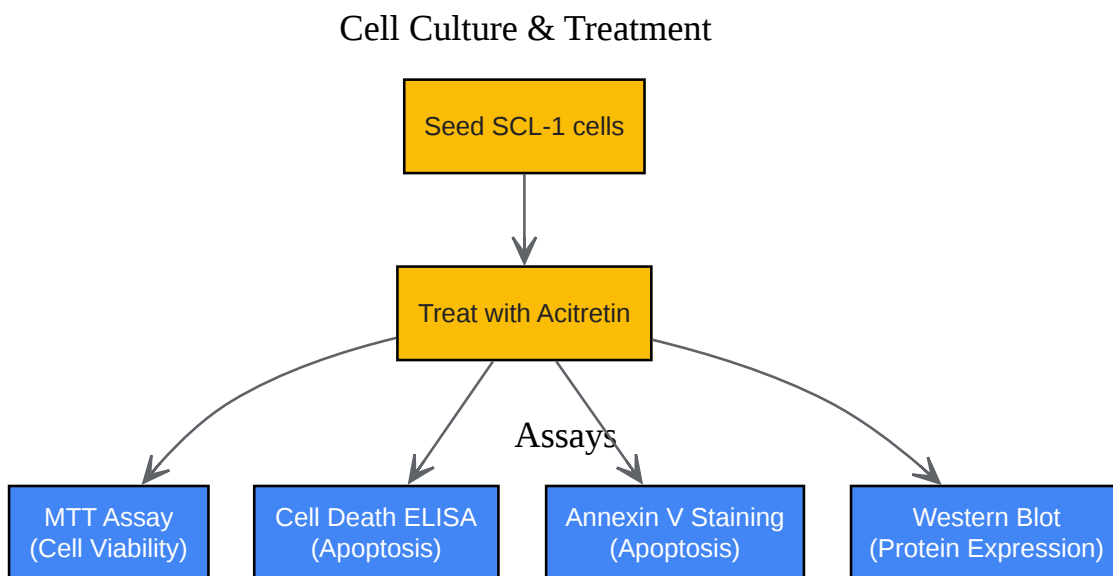 Cell Culture & Treatment
Seed SCL-1 cells
Treat with Acitretin
Assays
MTT Assay
(Cell Viability)
Cell Death ELISA
(Apoptosis)
Annexin V Staining
(Apoptosis)
Western Blot
(Protein Expression)